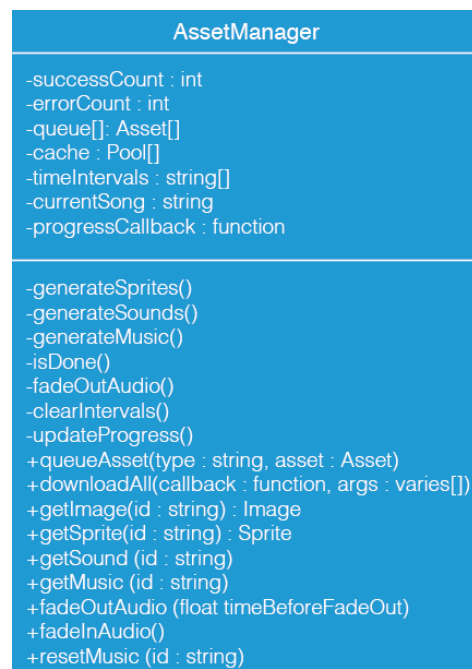 AssetManager
-successCount : int
-errorCount : int
-queue[]: Asset[]
-cache : Pool[]
-timeIntervals : string[]
-currentSong : string
-progressCallback : function
-generateSprites()
-generateSounds()
-generateMusic()
-isDone()
-fadeOutAudio()
-clearIntervals()
-updateProgress()
+queueAsset(type : string, asset : Asset)
+downloadAll(callback : function, args : varies[])
+getImage(id : string) : Image
+getSprite(id : string) : Sprite
+getSound (id : string)
+getMusic (id : string)
+fadeOutAudio (float timeBeforeFadeOut)
+fadeInAudio()
+resetMusic (id : string)